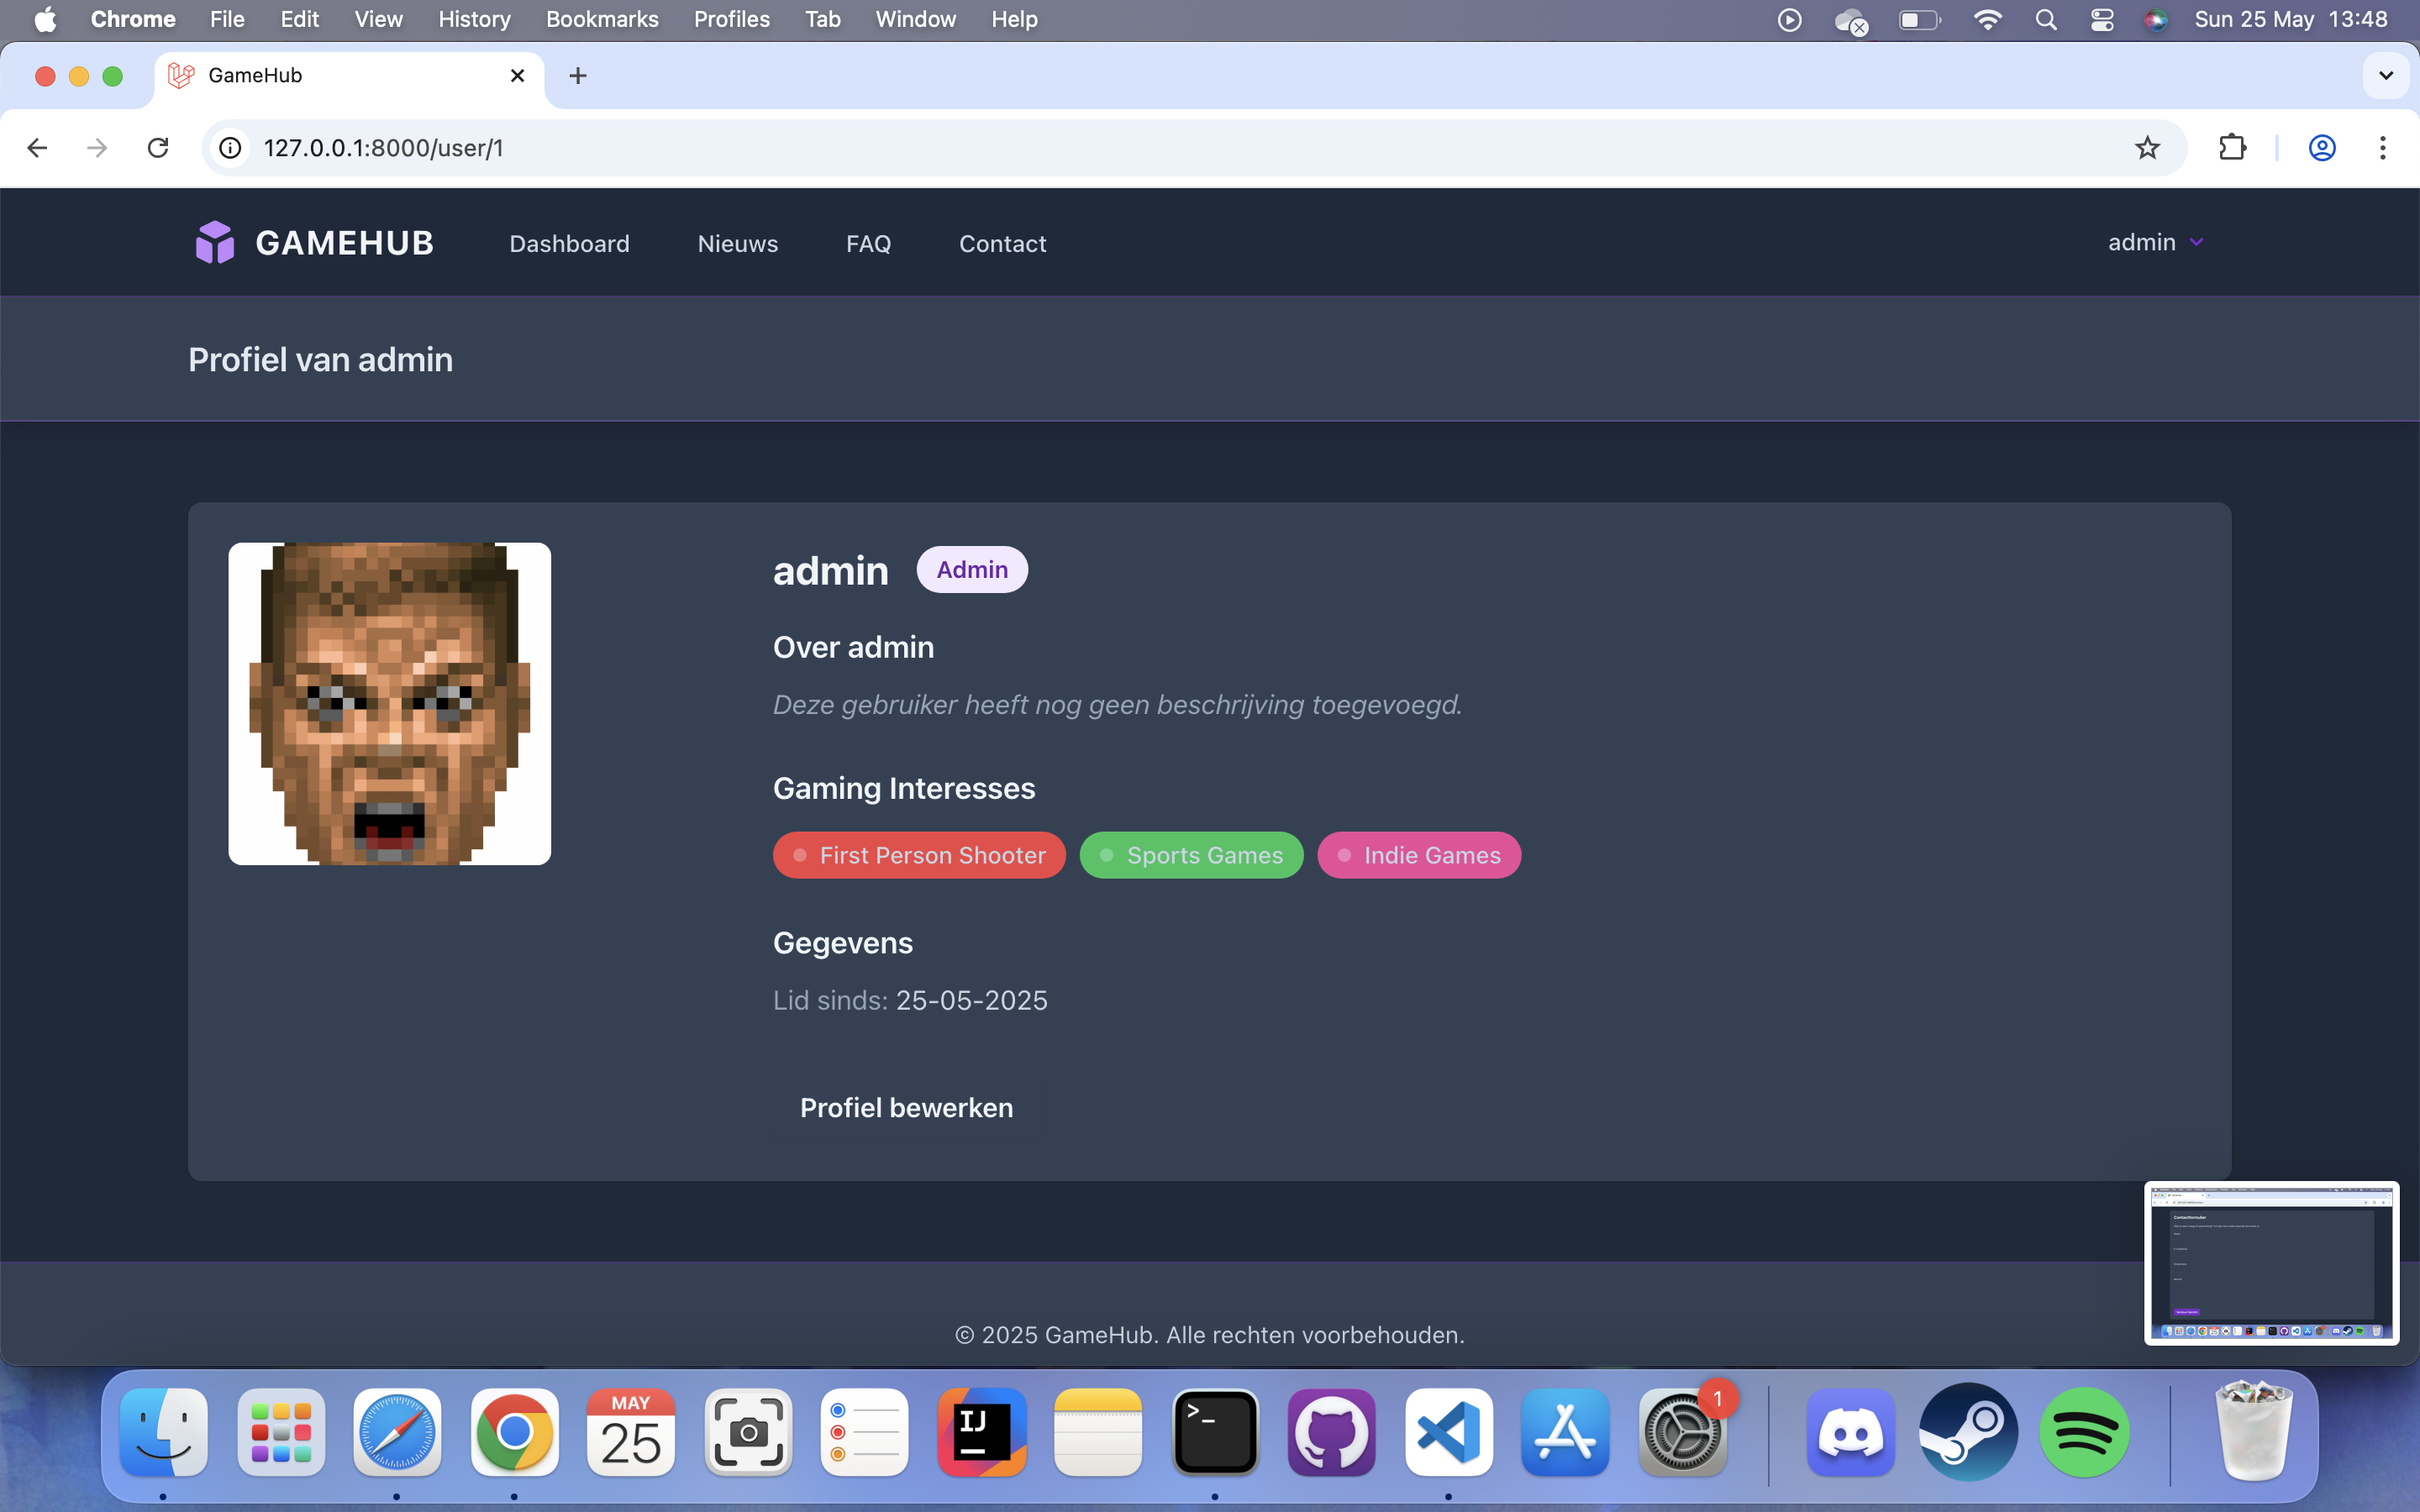 Chrome File Edit View History Bookmarks Profiles Tab Window Help Sun 25 May 13:48
GameHub
127.0.0.1:8000/user/1
GAMEHUB Dashboard Nieuws FAQ Contact admin
Profiel van admin
admin Admin
Over admin
Deze gebruiker heeft nog geen beschrijving toegevoegd.
Gaming Interesses
First Person Shooter Sports Games Indie Games
Gegevens
Lid sinds: 25-05-2025
Profiel bewerken
Contactformulier
© 2025 GameHub. Alle rechten voorbehouden.
MAY
25
IJ
>_
1